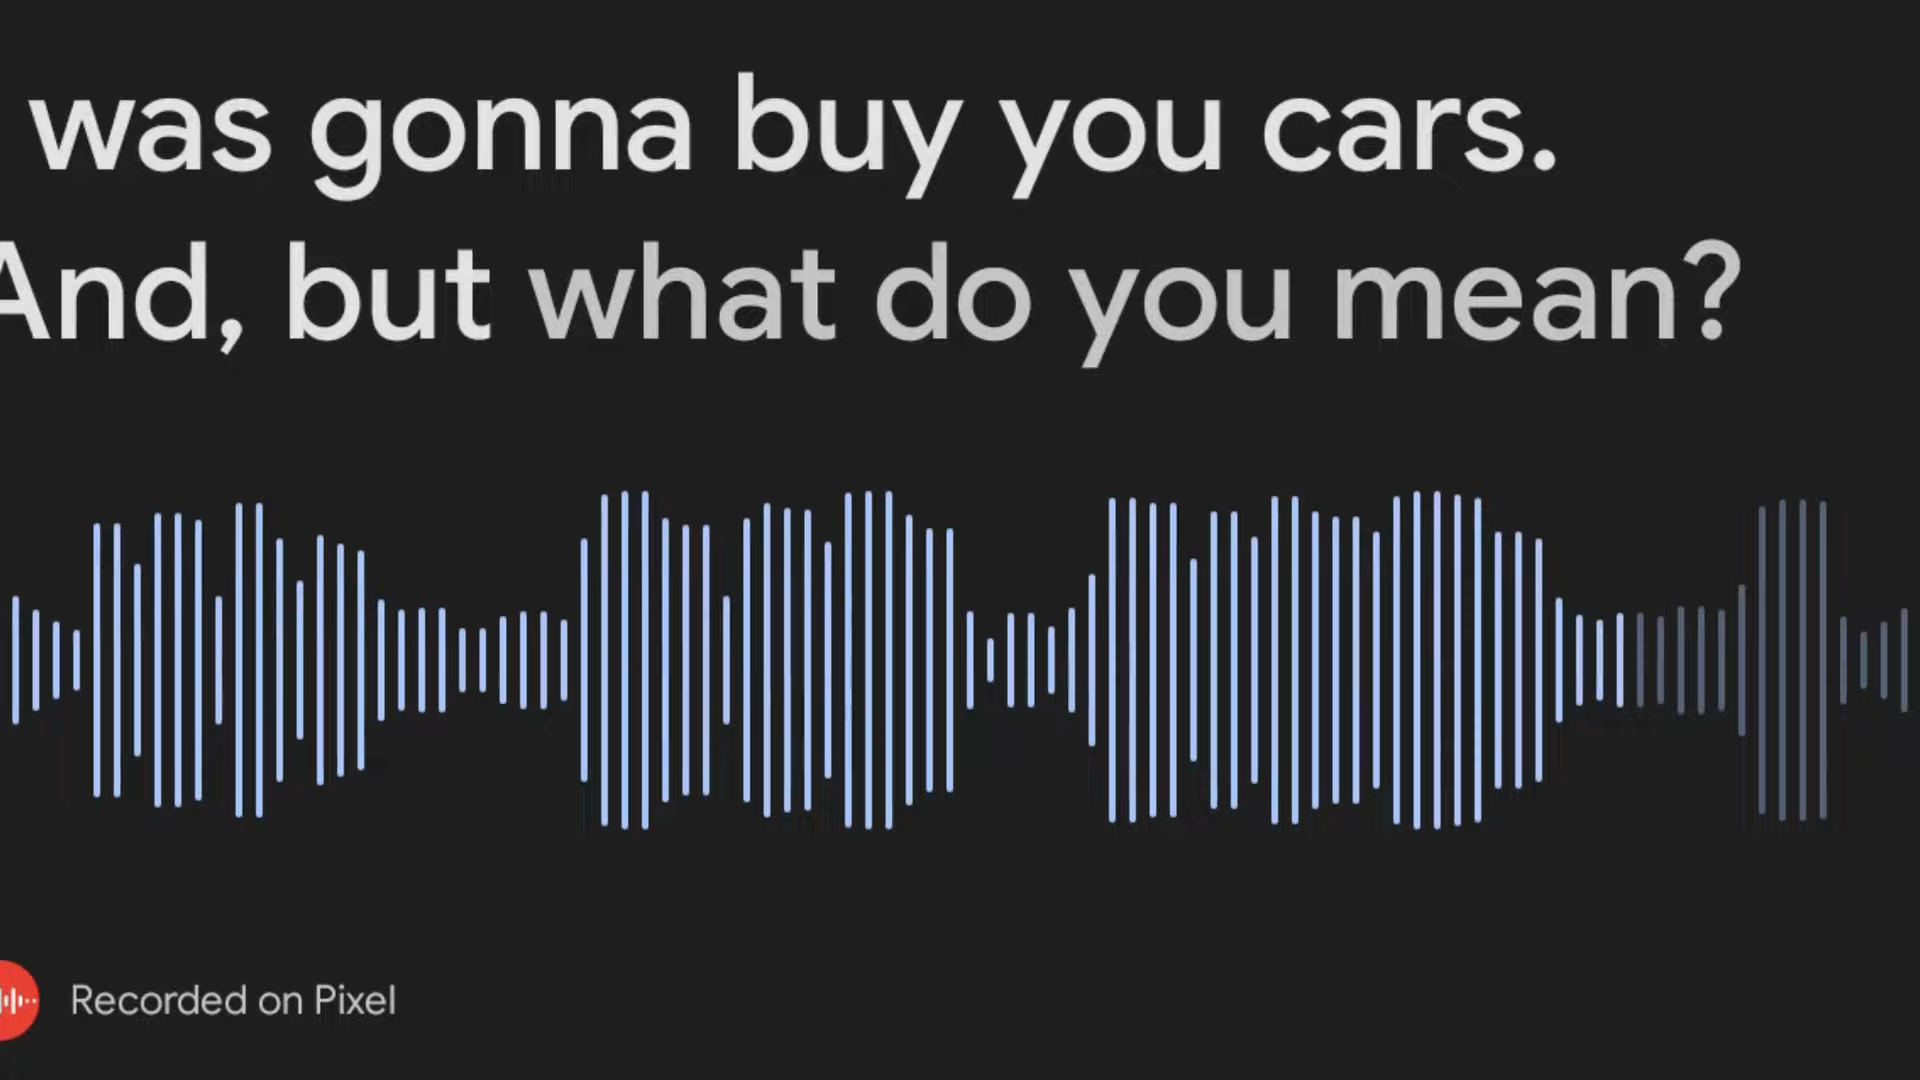 was gonna buy you cars.
And, but what do you mean?
Recorded on Pixel